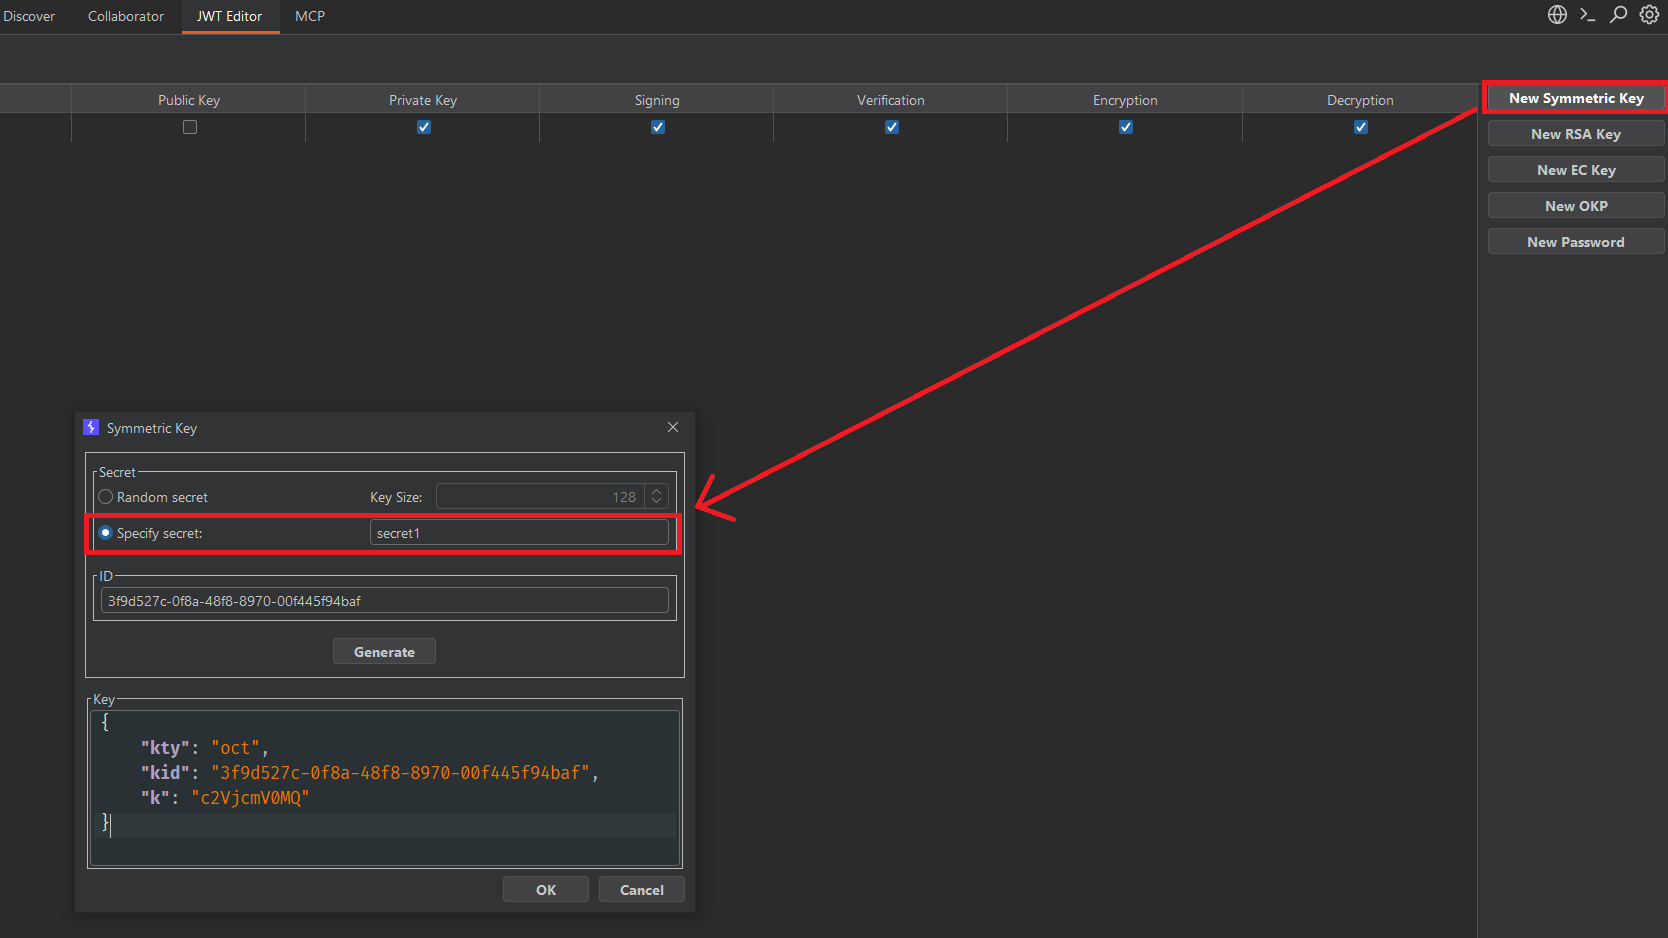 Discover Collaborator JWT Editor MCP
Public Key Private Key Signing Verification Encryption Decryption
New Symmetric Key
New RSA Key
New EC Key
New OKP
New Password
Symmetric Key
Secret
Random secret Key Size: 128
Specify secret: secret1
ID
3f9d527c-0f8a-48f8-8970-00f445f94baf
Generate
Key
{
"kty": "oct",
"kid": "3f9d527c-0f8a-48f8-8970-00f445f94baf",
"k": "c2VjcmV0MQ"
}
OK Cancel